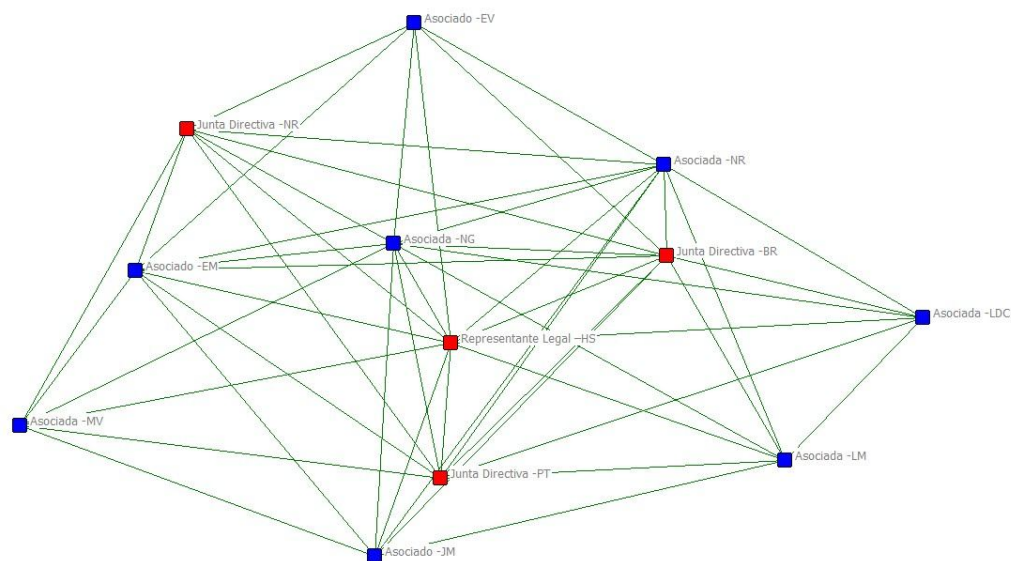 Asociado -EV
Junta Directiva -NR
Asociada -NR
Asociada -NG
Junta Directiva -BR
Asociado -EM
Asociada -LDC
Representante Legal –HS
Asociada -MV
Asociada -LM
Junta Directiva -PT
Asociado -JM